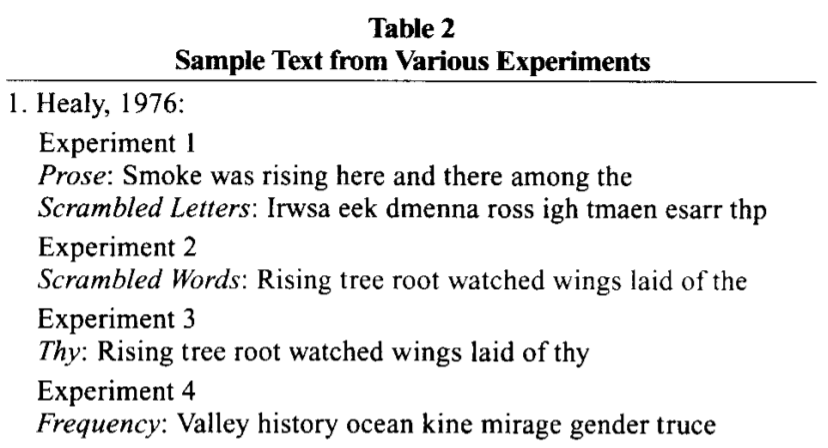 Table 2
Sample Text from Various Experiments
1. Healy, 1976:
Experiment 1
Prose: Smoke was rising here and there among the
Scrambled Letters: Irwsa eek dmenna ross igh tmaen esarr thp
Experiment 2
Scrambled Words: Rising tree root watched wings laid of the
Experiment 3
Thy: Rising tree root watched wings laid of thy
Experiment 4
Frequency: Valley history ocean kine mirage gender truce